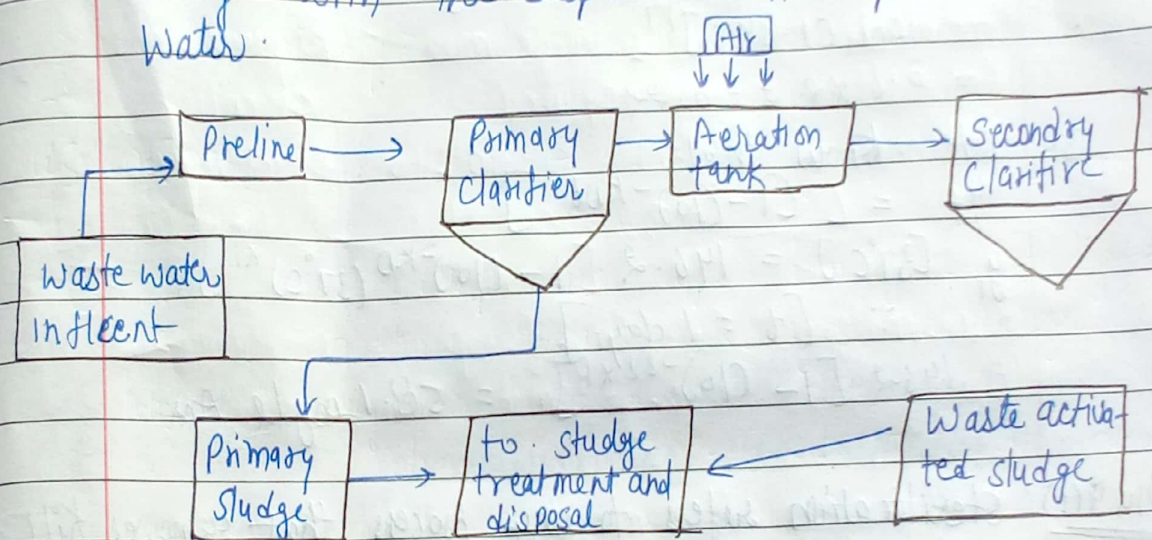 Water.
Air
Preline
Primary
Clarifier
Aeration
tank
Secondry
Clarifire
Waste water
infleent
Primary
sludge
to. studge
treatment and
disposal
Waste activa-
ted sludge